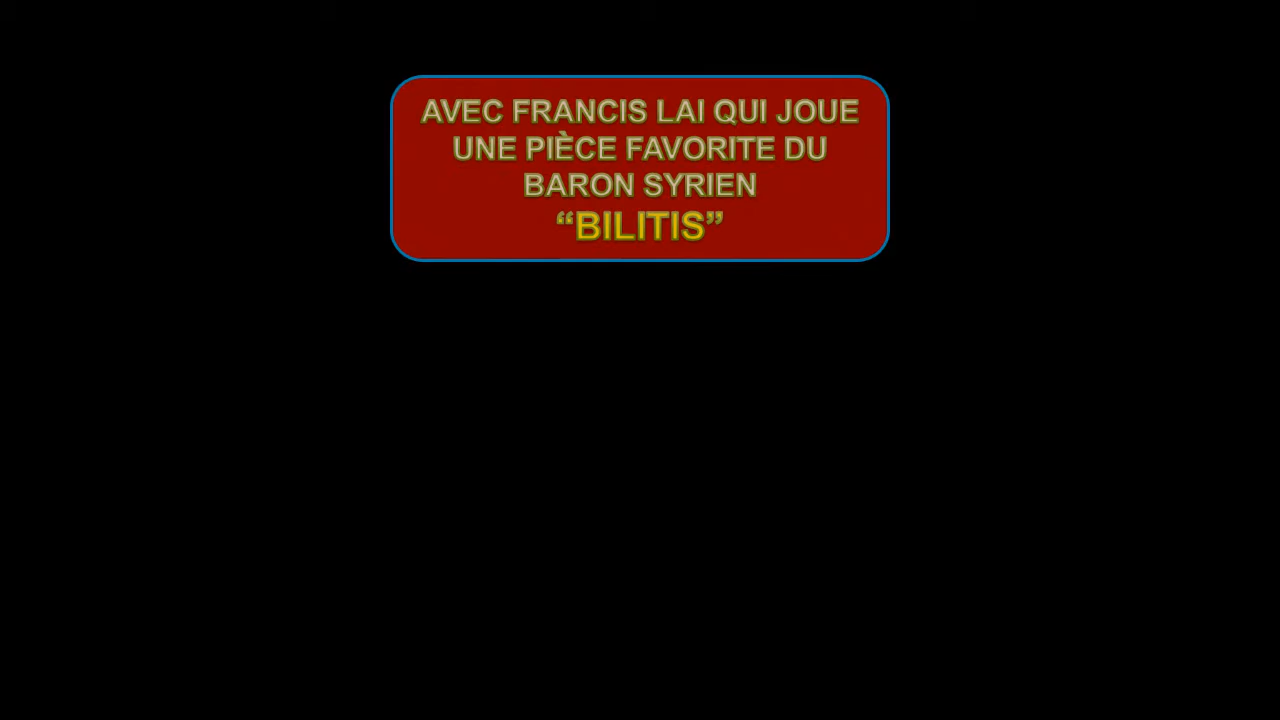 AVEC FRANCIS LAI QUI JOUE
UNE PIÈCE FAVORITE DU
BARON SYRIEN
“BILITIS”